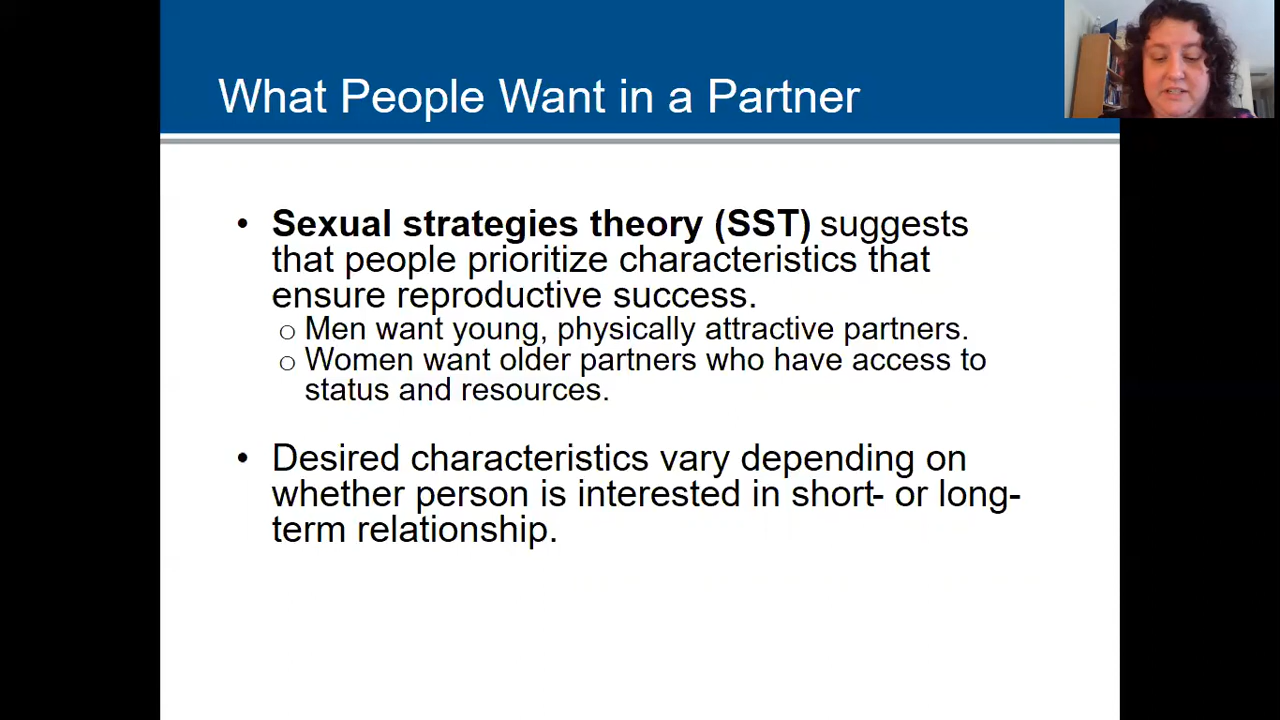 What People Want in a Partner
• Sexual strategies theory (SST) suggests
that people prioritize characteristics that
ensure reproductive success.
○ Men want young, physically attractive partners.
○ Women want older partners who have access to
status and resources.
• Desired characteristics vary depending on
whether person is interested in short- or long-
term relationship.